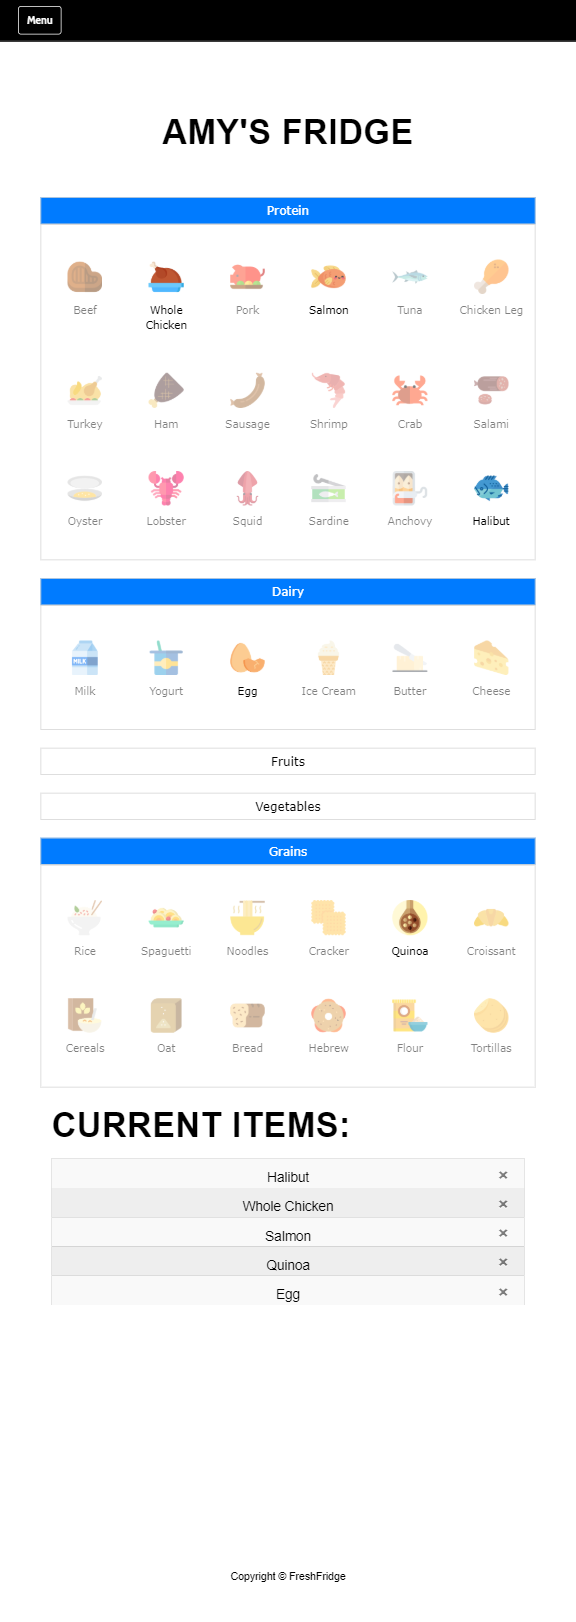 Menu
AMY'S FRIDGE
Protein
Beef
Whole
Chicken
Pork
Salmon
Tuna
Chicken Leg
Turkey
Ham
Sausage
Shrimp
Crab
Salami
Oyster
Lobster
Squid
Sardine
Anchovy
Halibut
Dairy
MILK
Milk
Yogurt
Egg
Ice Cream
Butter
Cheese
Fruits
Vegetables
Grains
Rice
Spaguetti
Noodles
Cracker
Quinoa
Croissant
Cereals
Oat
Bread
Hebrew
Flour
Tortillas
CURRENT ITEMS:
Halibut ×
Whole Chicken ×
Salmon ×
Quinoa ×
Egg ×
Copyright © FreshFridge